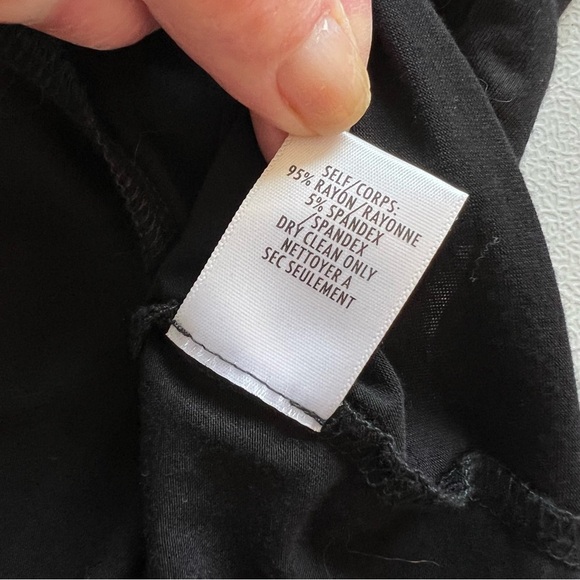 SELF/CORPS:
95% RAYON/RAYONNE
5% SPANDEX
/SPANDEX
DRY CLEAN ONLY
NETTOYER A
SEC SEULEMENT